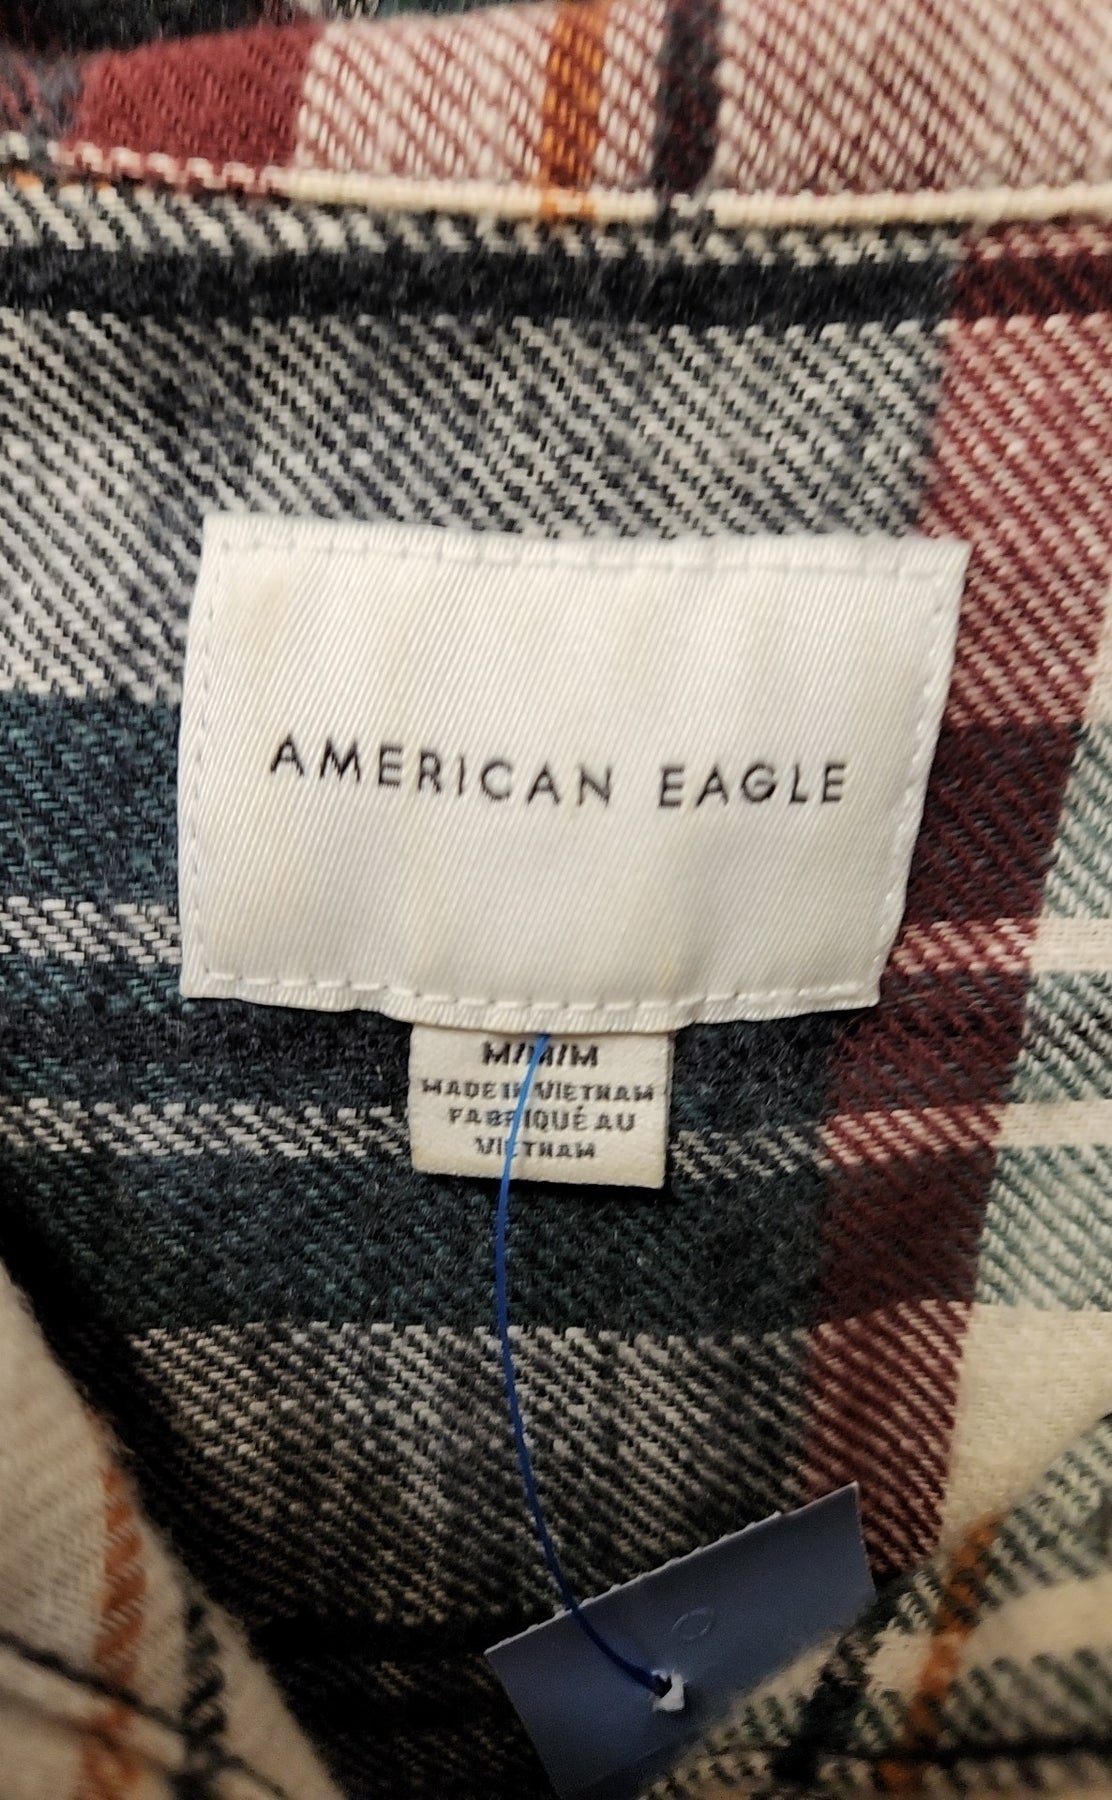 AMERICAN EAGLE
M/M/M
MADE IN VIETNAM
FABRIQUÉ AU
VIETNAM